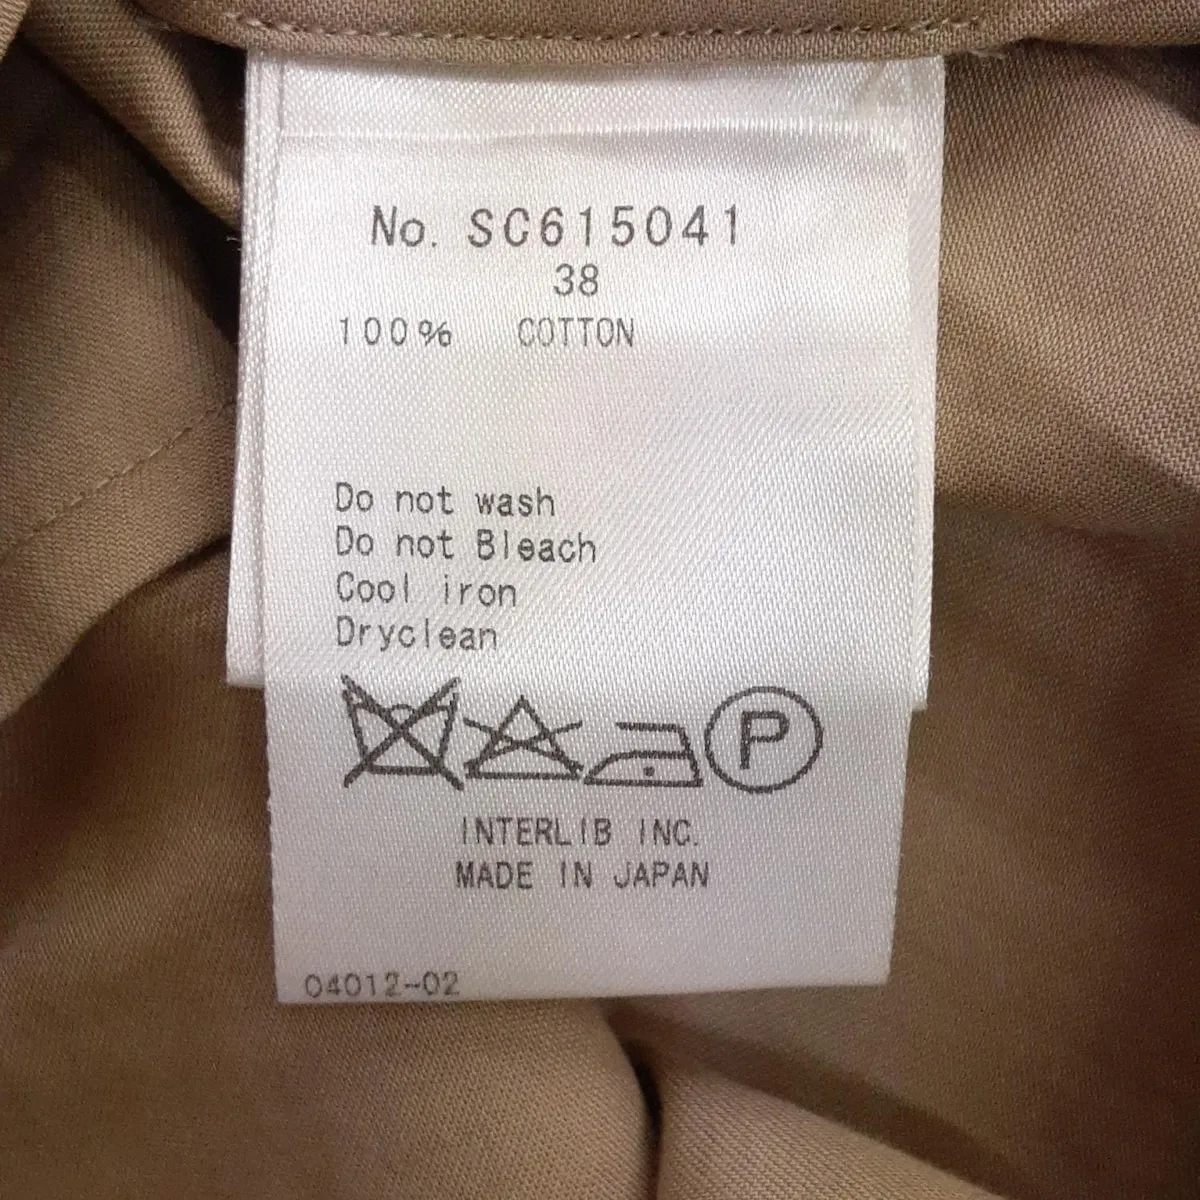 No. SC615041
38
100% COTTON
Do not wash
Do not Bleach
Cool iron
Dryclean
P
INTERLIB INC.
MADE IN JAPAN
04012-02